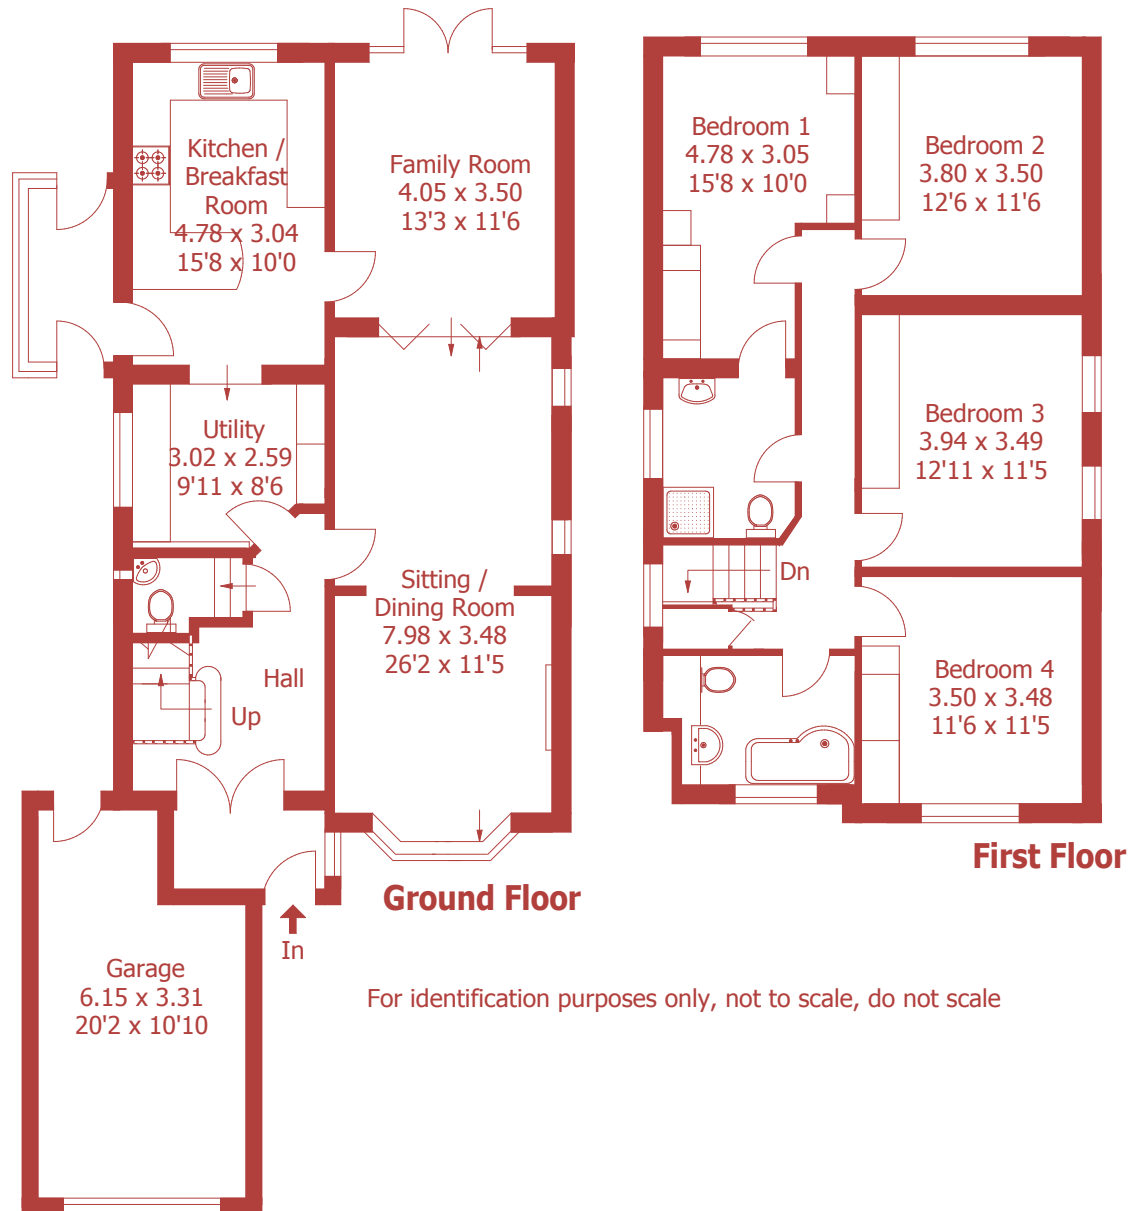 Kitchen /
Breakfast
Room
4.78 x 3.04
15'8 x 10'0
Family Room
4.05 x 3.50
13'3 x 11'6
Utility
3.02 x 2.59
9'11 x 8'6
Sitting /
Dining Room
7.98 x 3.48
26'2 x 11'5
Hall
Up
In
Garage
6.15 x 3.31
20'2 x 10'10
Ground Floor
Bedroom 1
4.78 x 3.05
15'8 x 10'0
Bedroom 2
3.80 x 3.50
12'6 x 11'6
Bedroom 3
3.94 x 3.49
12'11 x 11'5
Dn
Bedroom 4
3.50 x 3.48
11'6 x 11'5
First Floor
For identification purposes only, not to scale, do not scale